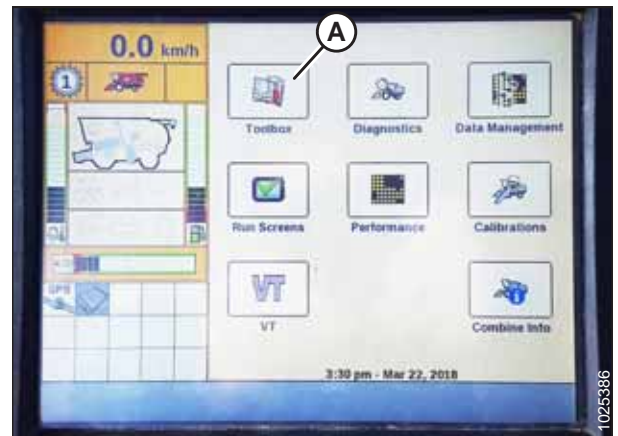 A
0.0 km/h
1
Toolbox
Diagnostics
Data Management
Run Screens
Performance
Calibrations
GPS
VT
VT
Combine Info
3:30 pm - Mar 22, 2018
1025386